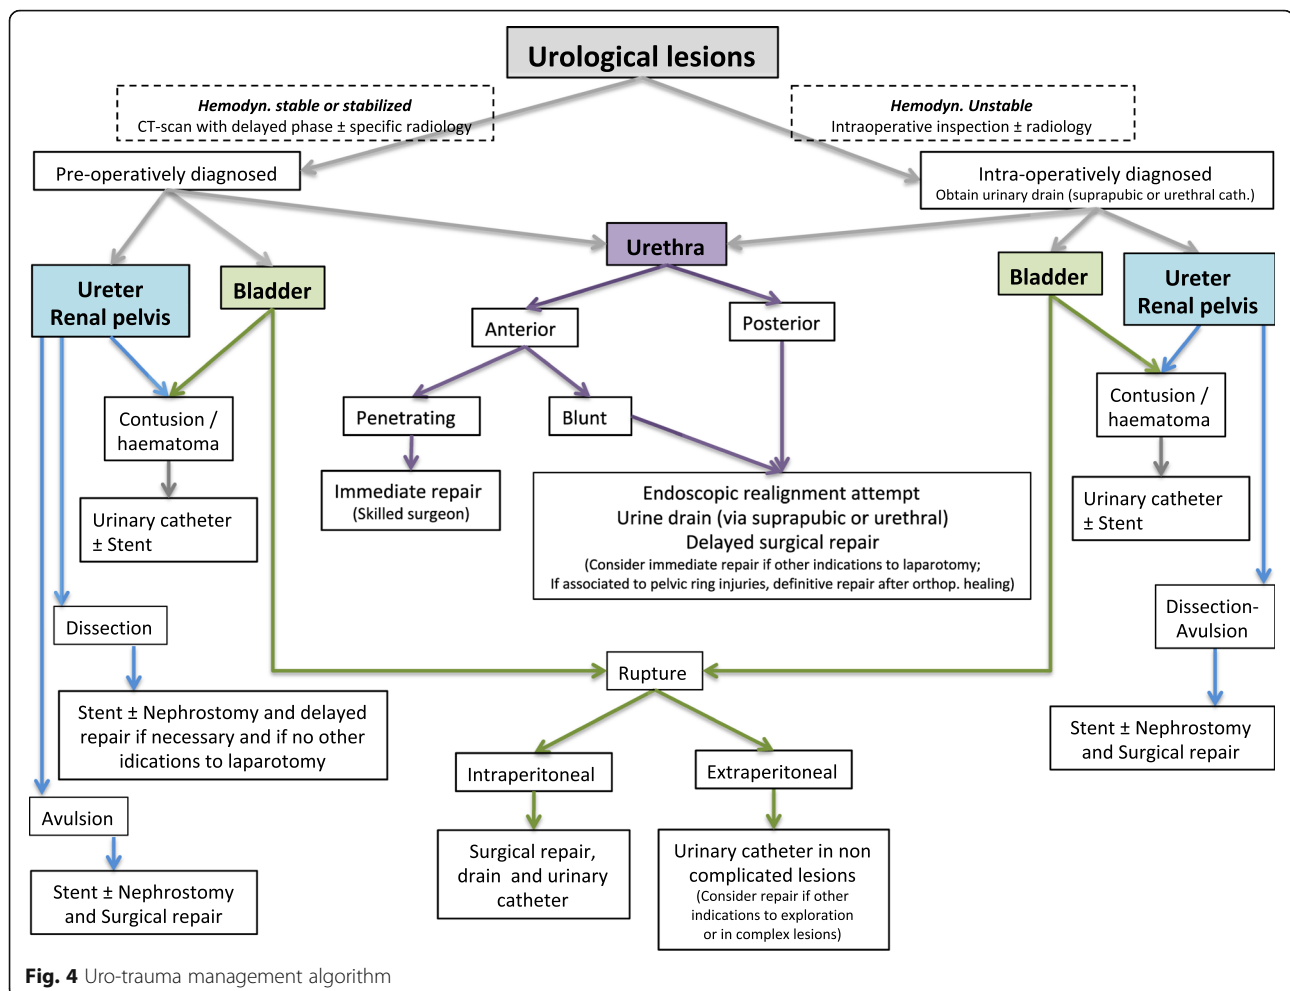 Urological lesions
Hemodyn. stable or stabilized
CT-scan with delayed phase ± specific radiology
Hemodyn. Unstable
Intraoperative inspection ± radiology
Pre-operatively diagnosed
Intra-operatively diagnosed
Obtain urinary drain (suprapubic or urethral cath.)
Urethra
Ureter
Renal pelvis
Bladder
Bladder
Ureter
Renal pelvis
Anterior
Posterior
Contusion /
haematoma
Penetrating
Blunt
Contusion /
haematoma
Urinary catheter
± Stent
Immediate repair
(Skilled surgeon)
Endoscopic realignment attempt
Urine drain (via suprapubic or urethral)
Delayed surgical repair
(Consider immediate repair if other indications to laparotomy;
If associated to pelvic ring injuries, definitive repair after orthop. healing)
Urinary catheter
± Stent
Dissection
Dissection-
Avulsion
Rupture
Stent ± Nephrostomy and delayed
repair if necessary and if no other
idications to laparotomy
Stent ± Nephrostomy
and Surgical repair
Intraperitoneal
Extraperitoneal
Avulsion
Surgical repair,
drain and urinary
catheter
Urinary catheter in non
complicated lesions
(Consider repair if other
indications to exploration
or in complex lesions)
Stent ± Nephrostomy
and Surgical repair
Fig. 4 Uro-trauma management algorithm